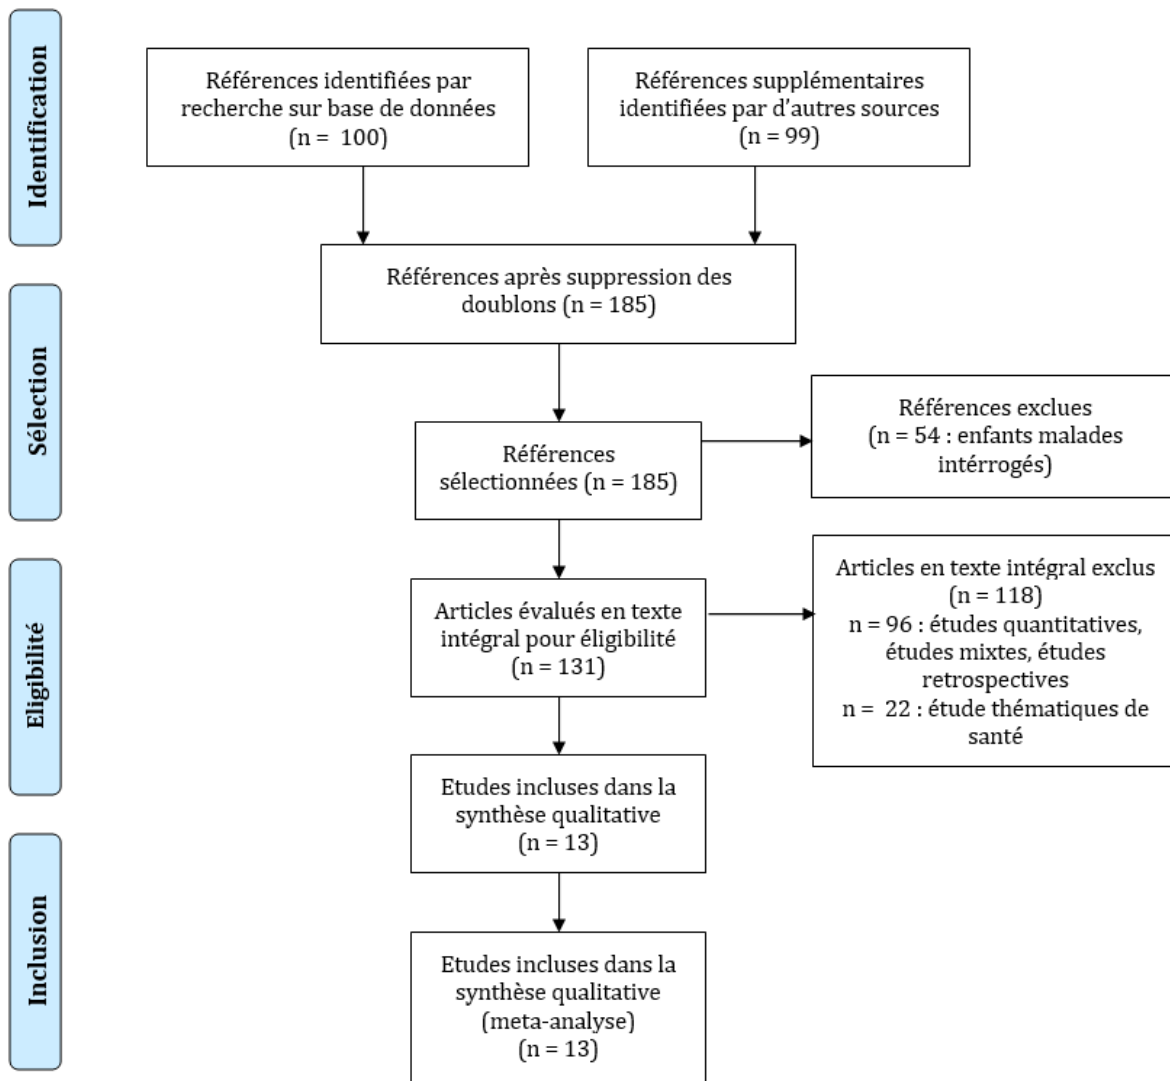 Identification
Références identifiées par
recherche sur base de données
(n =  100)
Références supplémentaires
identifiées par d'autres sources
(n = 99)
Références après suppression des
doublons (n = 185)
Sélection
Références
sélectionnées (n = 185)
Références exclues
(n = 54 : enfants malades
intérrogés)
Eligibilité
Articles évalués en texte
intégral pour éligibilité
(n = 131)
Articles en texte intégral exclus
(n = 118)
n = 96 : études quantitatives,
études mixtes, études
retrospectives
n =  22 : étude thématiques de
santé
Etudes incluses dans la
synthèse qualitative
(n = 13)
Inclusion
Etudes incluses dans la
synthèse qualitative
(meta-analyse)
(n = 13)